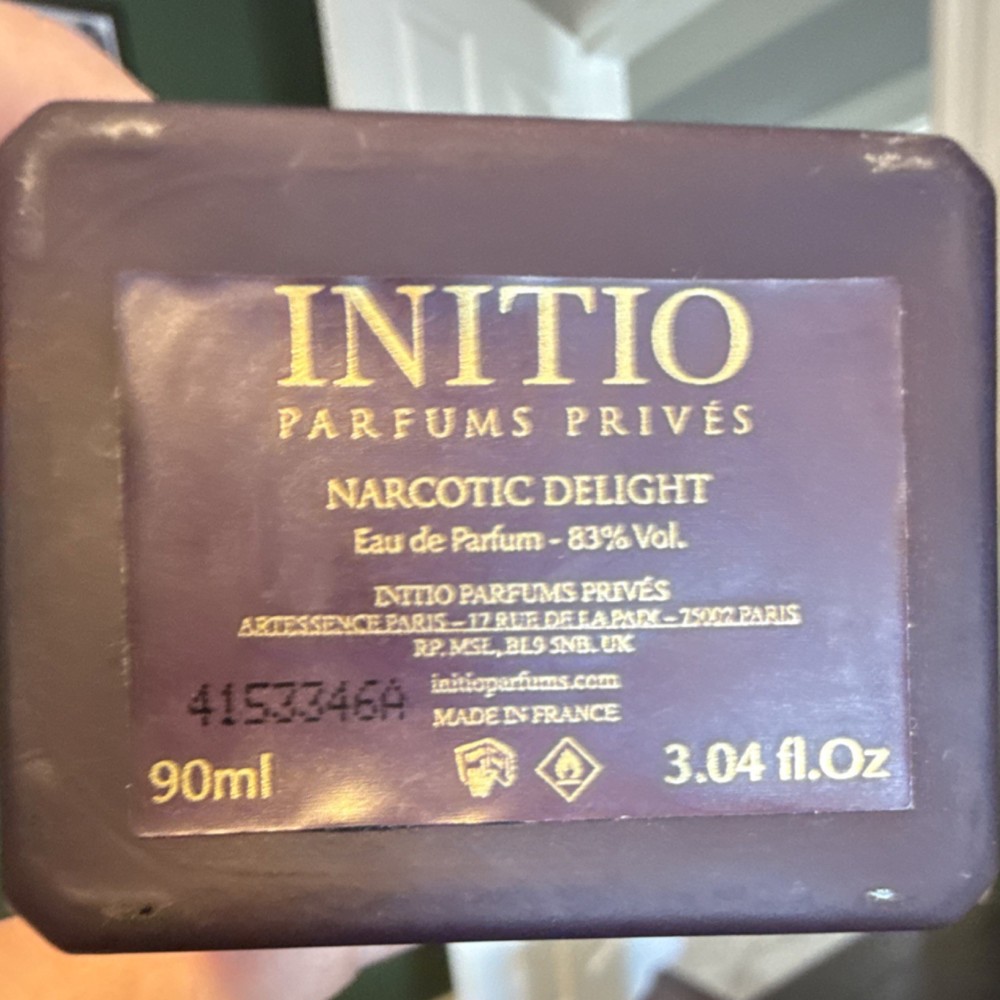 INITIO
PARFUMS PRIVÉS
NARCOTIC DELIGHT
Eau de Parfum - 83% Vol.
INITIO PARFUMS PRIVÉS
ARTESSENCE PARIS – 17 RUE DE LA PAIX – 75002 PARIS
RP. MSL, BL9 5NB. UK
initioparfums.com
4153346A
MADE IN FRANCE
90ml
3.04 fl.Oz